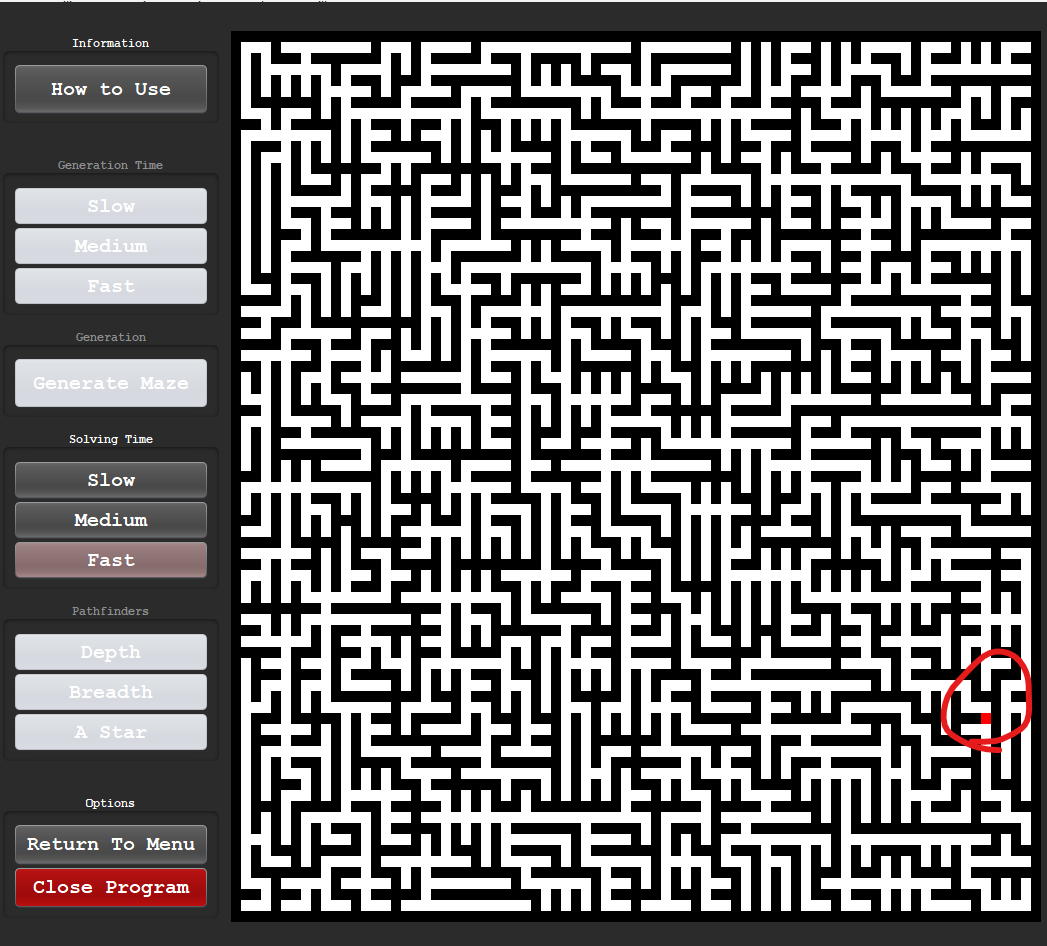 Information
How to Use
Generation Time
Slow
Medium
Fast
Generation
Generate Maze
Solving Time
Slow
Medium
Fast
Pathfinders
Depth
Breadth
A Star
Options
Return To Menu
Close Program